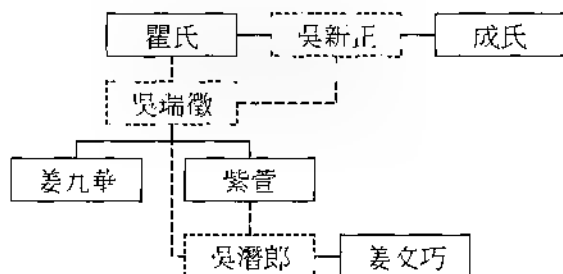 瞿氏 吳新正 成氏
吳瑞徵
姜九華 紫萱
吳潛郎 姜文巧